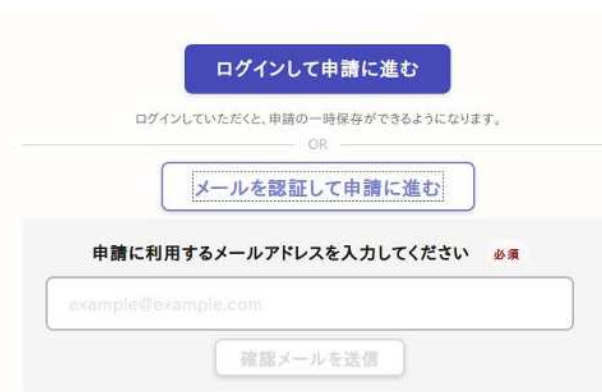 ログインして申請に進む
ログインしていただくと、申請の一時保存ができるようになります。
OR
メールを認証して申請に進む
申請に利用するメールアドレスを入力してください 必須
example@example.com
確認メールを送信